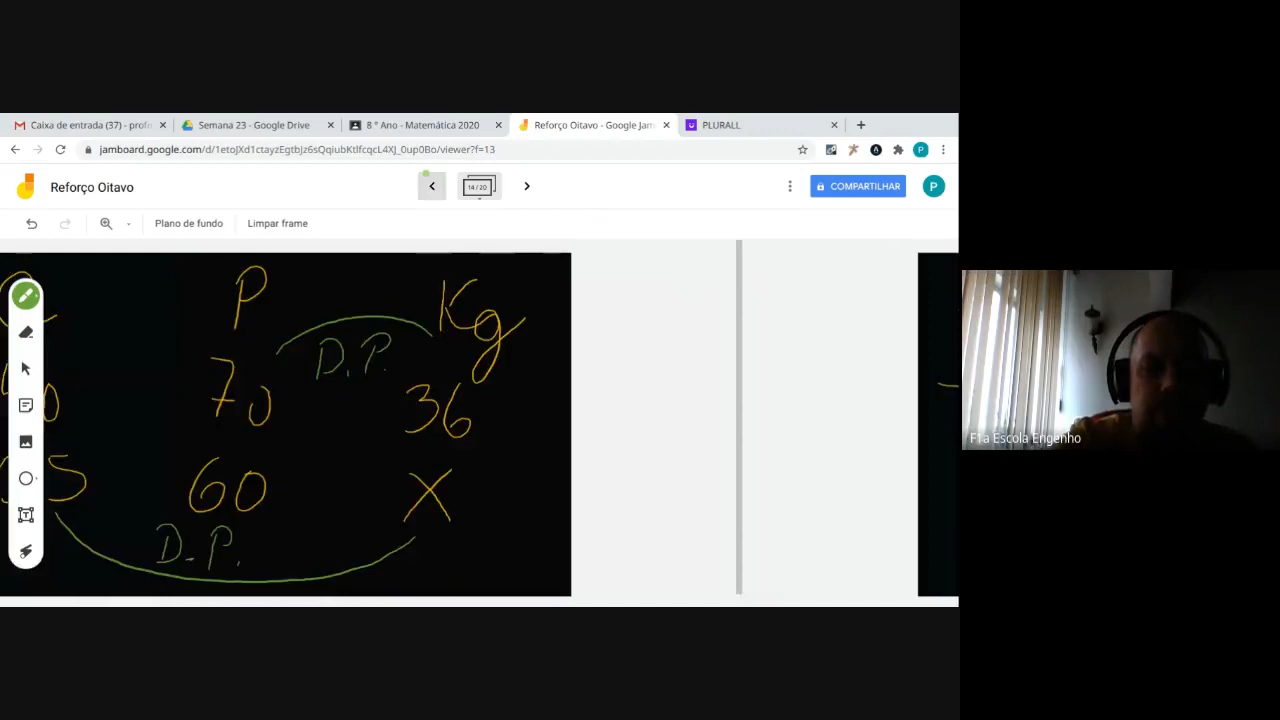 Caixa de entrada (37) - profo
Semana 23 - Google Drive
8 º Ano - Matemática 2020
Reforço Oitavo - Google Jam
PLURALL
jamboard.google.com/d/1etoJXd1ctayzEgtbJz6sQqiubKtlfcqcL4XJ_0up0Bo/viewer?f=13
P
Reforço Oitavo
14 / 20
COMPARTILHAR
P
Plano de fundo
Limpar frame
P Kg
D.P.
70 36
5 60 X
D.P.
F1a Escola Engenho